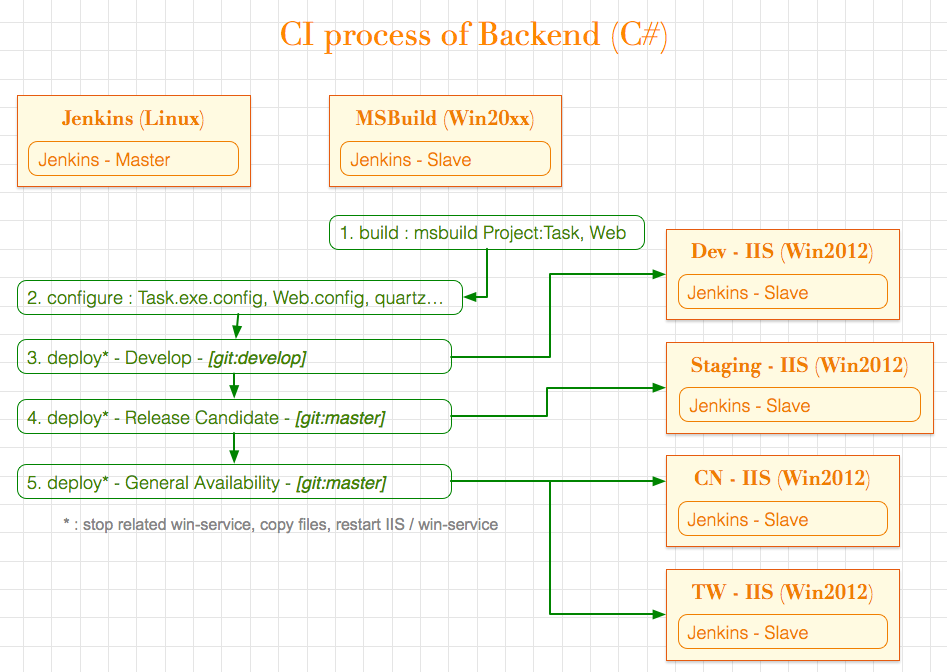 CI process of Backend (C#)
Jenkins (Linux)
Jenkins - Master
MSBuild (Win20xx)
Jenkins - Slave
1. build : msbuild Project:Task, Web
2. configure : Task.exe.config, Web.config, quartz...
3. deploy* - Develop - [git:develop]
4. deploy* - Release Candidate - [git:master]
5. deploy* - General Availability - [git:master]
* : stop related win-service, copy files, restart IIS / win-service
Dev - IIS (Win2012)
Jenkins - Slave
Staging - IIS (Win2012)
Jenkins - Slave
CN - IIS (Win2012)
Jenkins - Slave
TW - IIS (Win2012)
Jenkins - Slave